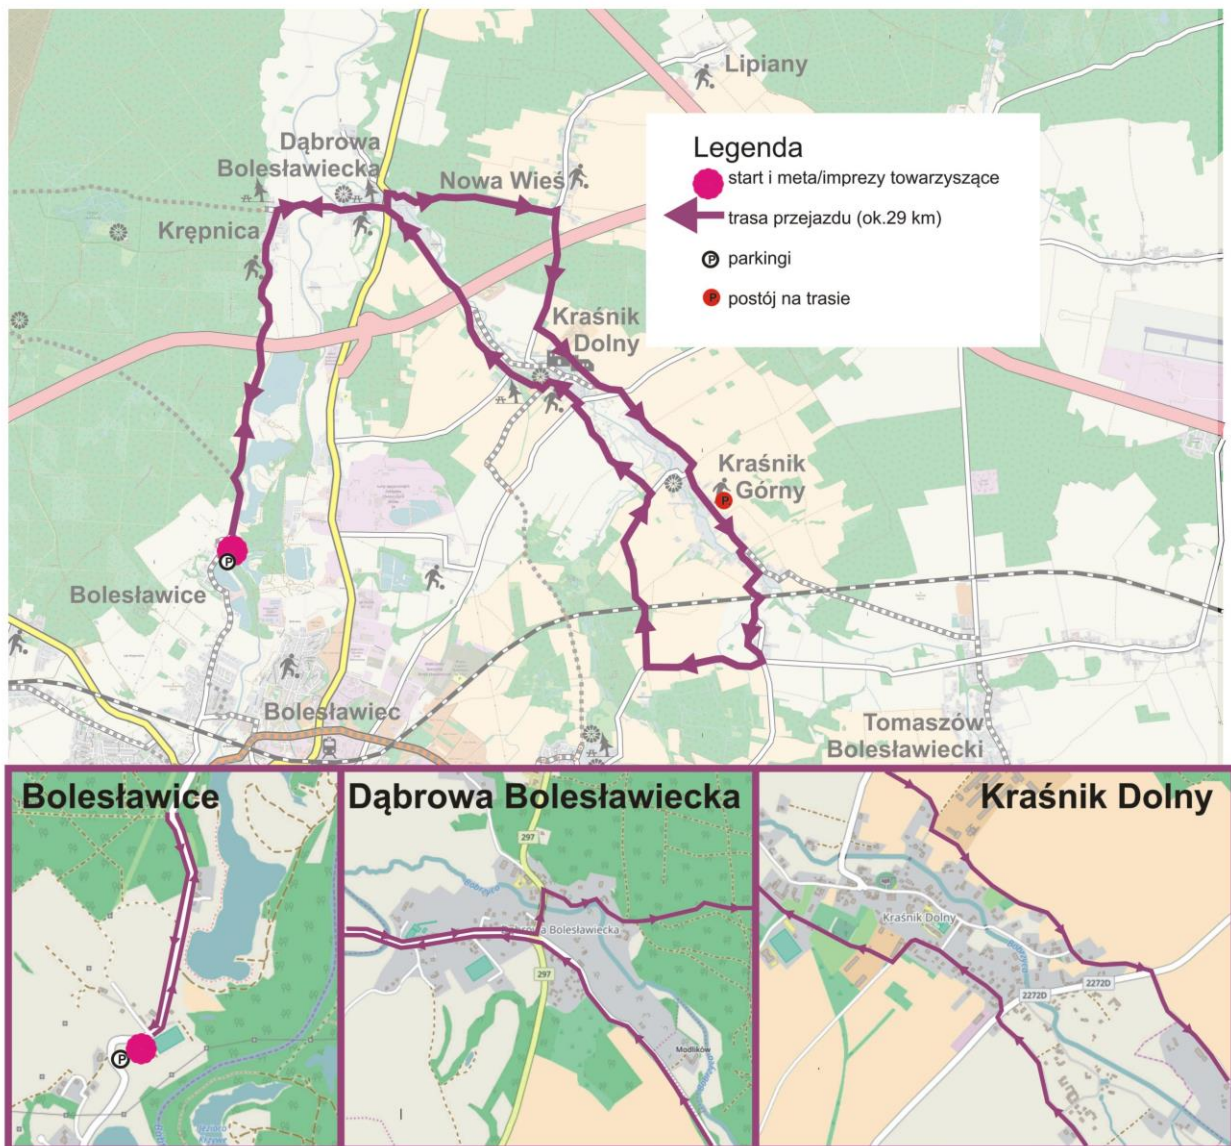 Lipiany
Dąbrowa
Bolesławiecka
Nowa Wieś
Krępnica
Legenda
start i meta/imprezy towarzyszące
trasa przejazdu (ok.29 km)
P parkingi
P postój na trasie
Kraśnik
Dolny
Kraśnik
Górny
P
P
Bolesławice
Bolesławiec
Tomaszów
Bolesławiecki
Bolesławice
P
Dąbrowa Bolesławiecka
297
Bobrzyca
Dąbrowa Bolesławiecka
297
Modlików
Kraśnik Dolny
Kraśnik Dolny
2272D
2272D